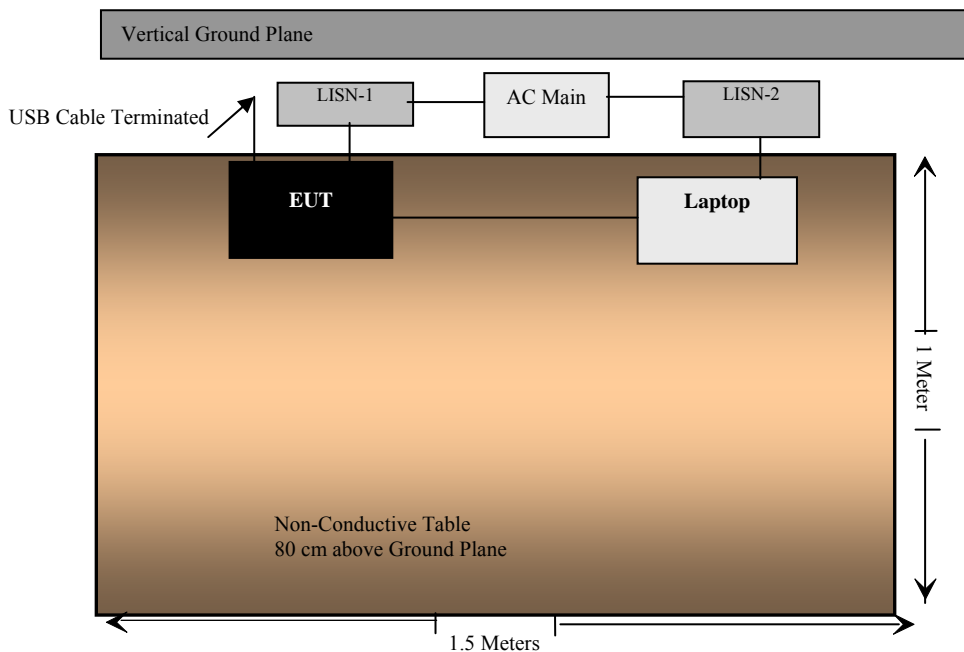 Vertical Ground Plane
LISN-1
AC Main
LISN-2
USB Cable Terminated
EUT
Laptop
1 Meter
Non-Conductive Table
80 cm above Ground Plane
1.5 Meters